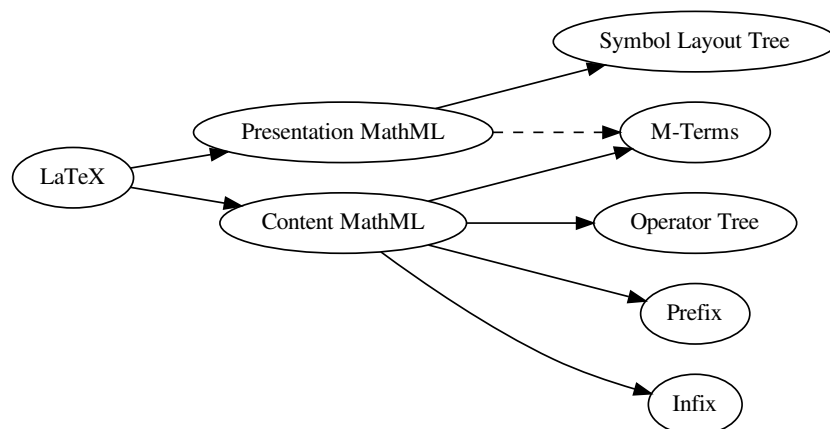 Symbol Layout Tree
Presentation MathML
M-Terms
LaTeX
Content MathML
Operator Tree
Prefix
Infix